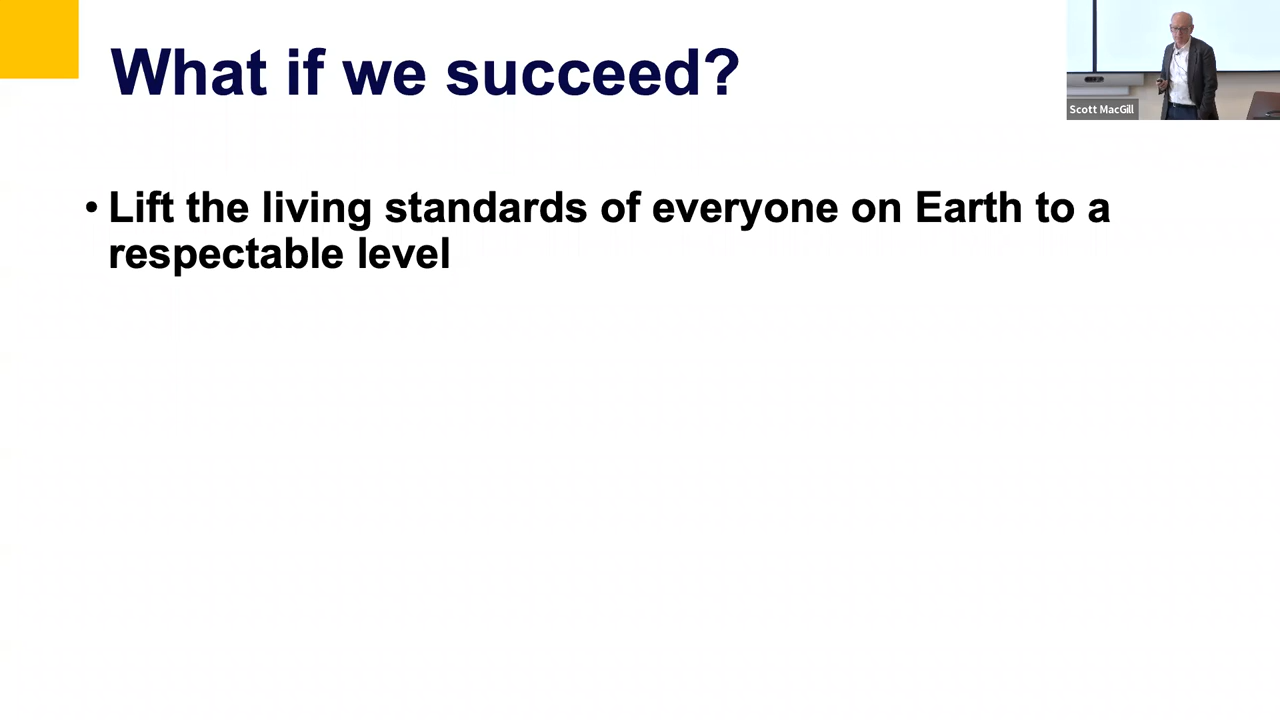 What if we succeed?
Scott MacGill
• Lift the living standards of everyone on Earth to a
respectable level